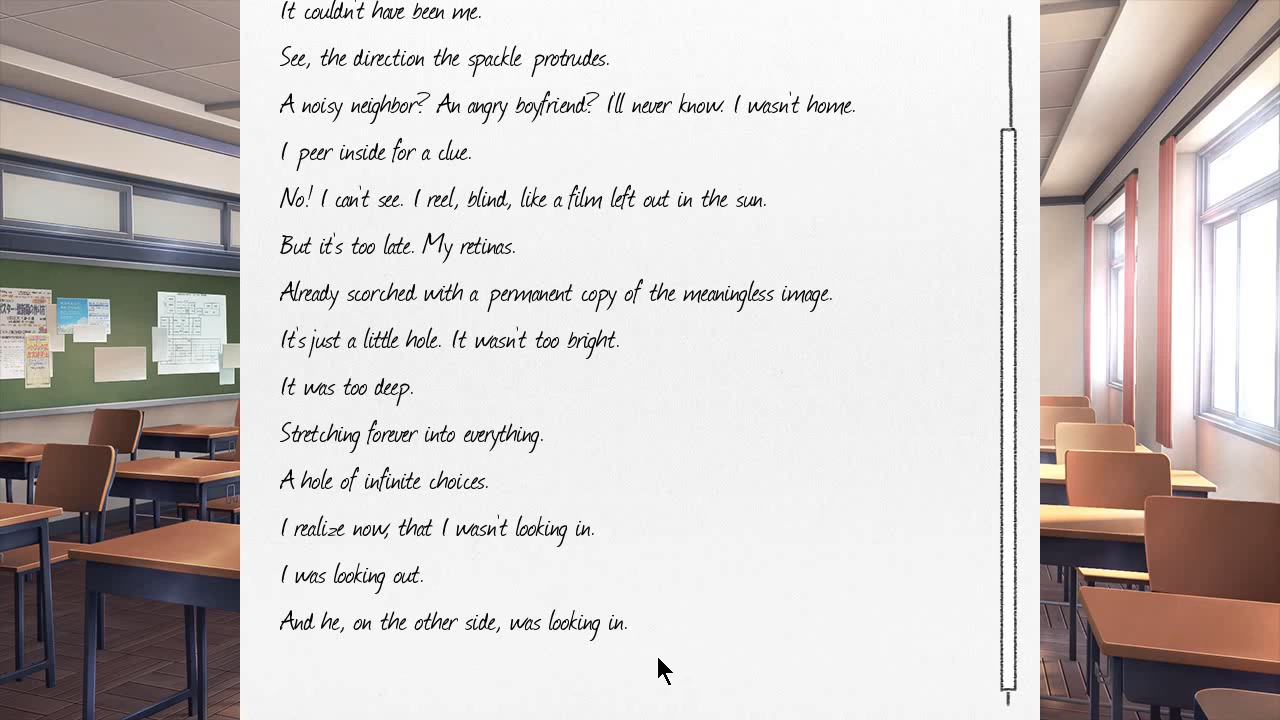 It couldn't have been me.
See, the direction the spackle protrudes.
A noisy neighbor? An angry boyfriend? I'll never know. I wasn't home.
I peer inside for a clue.
No! I can't see. I reel, blind, like a film left out in the sun.
But it's too late. My retinas.
Already scorched with a permanent copy of the meaningless image.
It's just a little hole. It wasn't too bright.
It was too deep.
Stretching forever into everything.
A hole of infinite choices.
I realize now, that I wasn't looking in.
I was looking out.
And he, on the other side, was looking in.